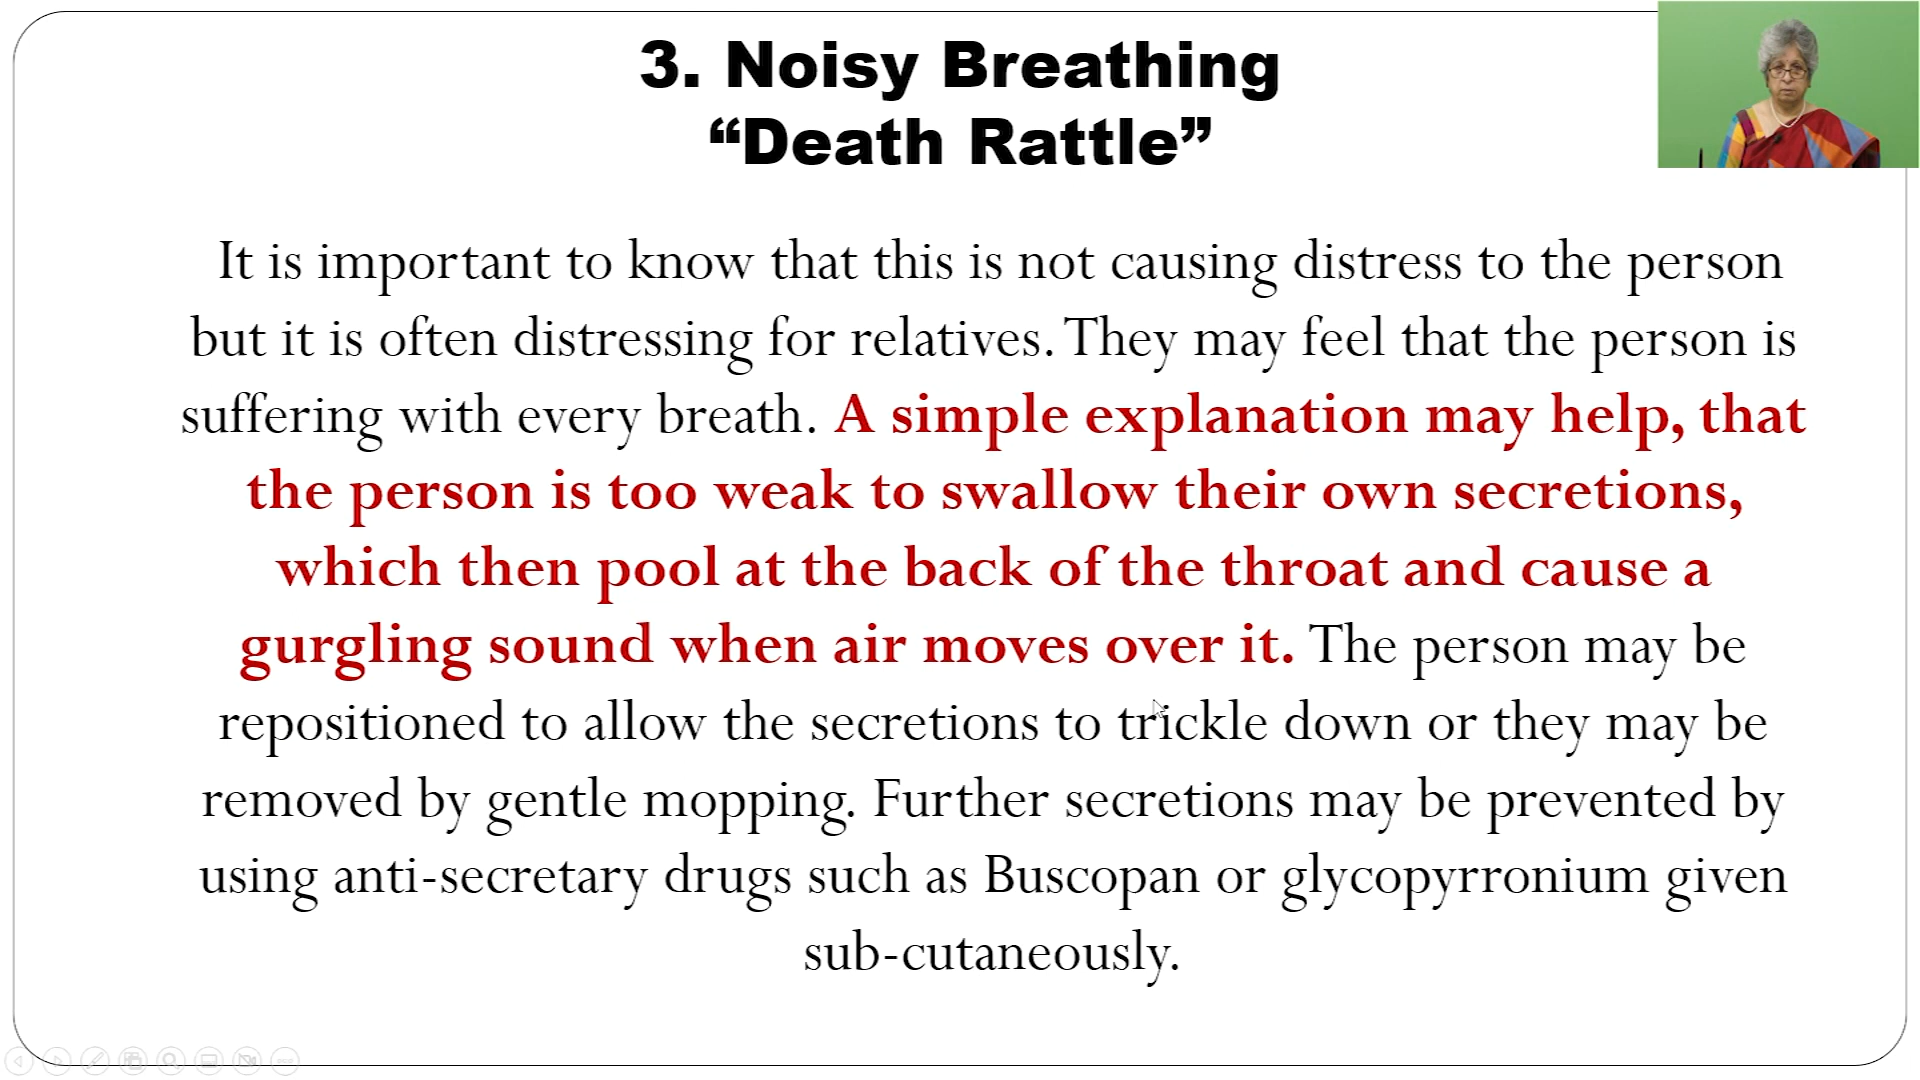 3. Noisy Breathing
“Death Rattle”
It is important to know that this is not causing distress to the person
but it is often distressing for relatives. They may feel that the person is
suffering with every breath. A simple explanation may help, that
the person is too weak to swallow their own secretions,
which then pool at the back of the throat and cause a
gurgling sound when air moves over it. The person may be
repositioned to allow the secretions to trickle down or they may be
removed by gentle mopping. Further secretions may be prevented by
using anti-secretary drugs such as Buscopan or glycopyrronium given
sub-cutaneously.